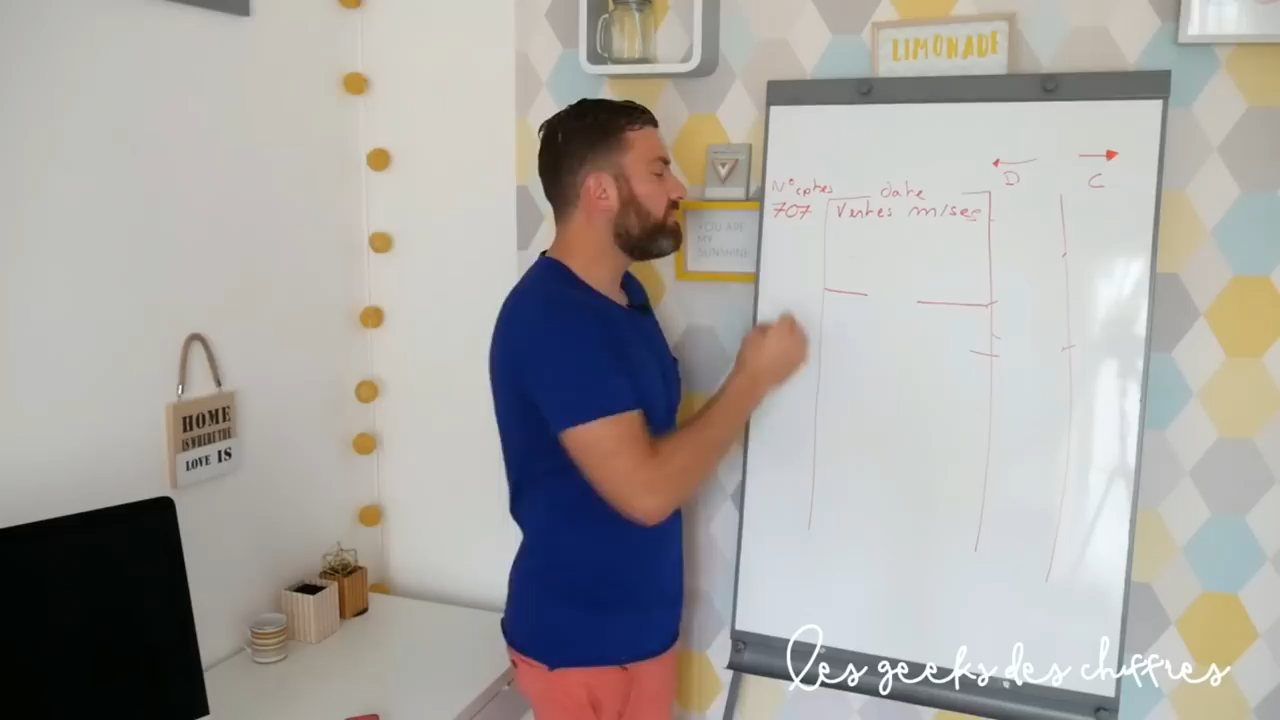 LIMONADE
D C
N° cptes date
707 Ventes m/ses
YOU ARE
MY
SUNSHINE
HOME
IS WHERE THE
LOVE IS
les geeks des chiffres